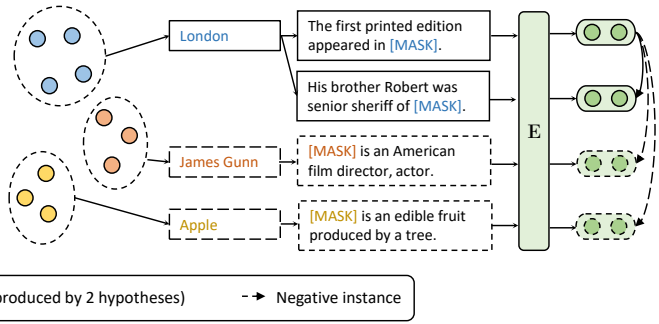 London
The first printed edition
appeared in [MASK].
His brother Robert was
senior sheriff of [MASK].
E
James Gunn
[MASK] is an American
film director, actor.
Apple
[MASK] is an edible fruit
produced by a tree.
produced by 2 hypotheses)
Negative instance